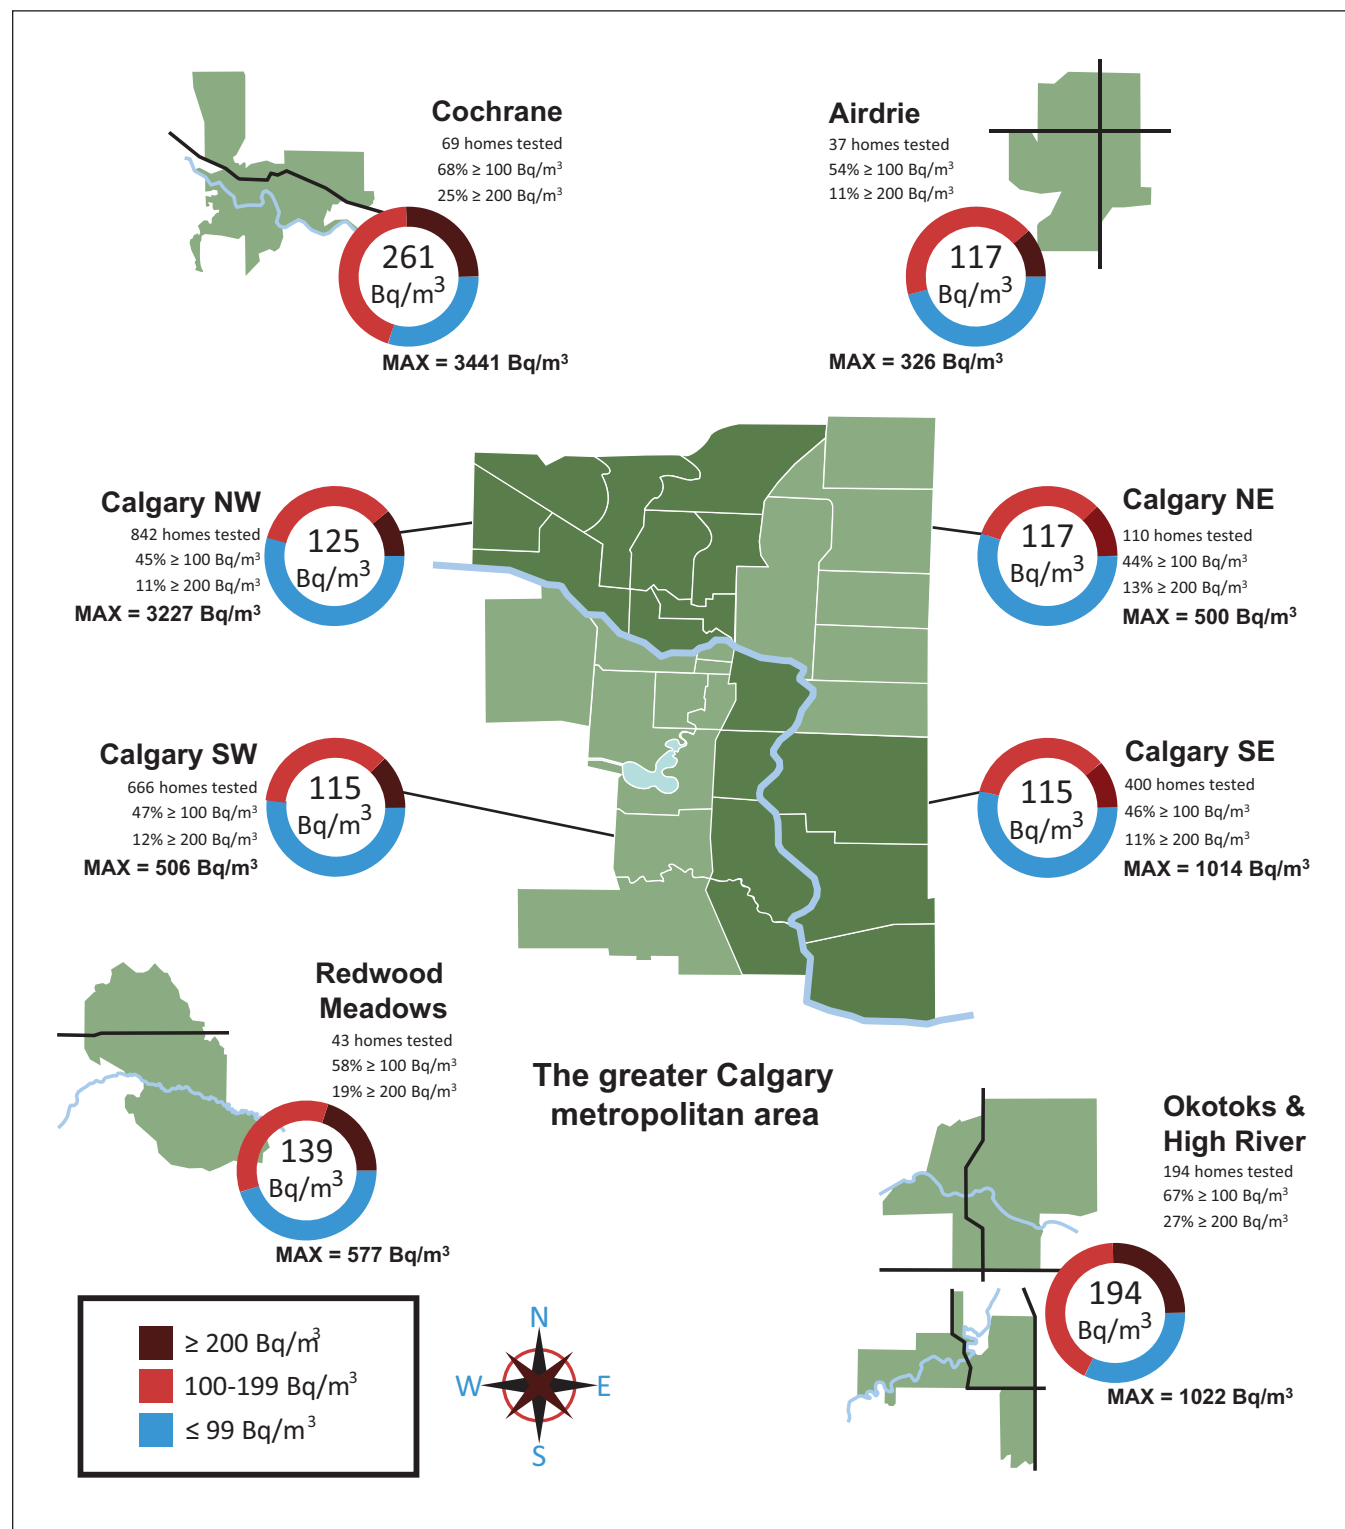 Cochrane
69 homes tested
68% ≥ 100 Bq/m³
25% ≥ 200 Bq/m³
261
Bq/m³
MAX = 3441 Bq/m³
Airdrie
37 homes tested
54% ≥ 100 Bq/m³
11% ≥ 200 Bq/m³
117
Bq/m³
MAX = 326 Bq/m³
Calgary NW
842 homes tested
45% ≥ 100 Bq/m³
11% ≥ 200 Bq/m³
MAX = 3227 Bq/m³
125
Bq/m³
117
Bq/m³
Calgary NE
110 homes tested
44% ≥ 100 Bq/m³
13% ≥ 200 Bq/m³
MAX = 500 Bq/m³
Calgary SW
666 homes tested
47% ≥ 100 Bq/m³
12% ≥ 200 Bq/m³
MAX = 506 Bq/m³
115
Bq/m³
115
Bq/m³
Calgary SE
400 homes tested
46% ≥ 100 Bq/m³
11% ≥ 200 Bq/m³
MAX = 1014 Bq/m³
Redwood
Meadows
43 homes tested
58% ≥ 100 Bq/m³
19% ≥ 200 Bq/m³
139
Bq/m³
MAX = 577 Bq/m³
The greater Calgary
metropolitan area
Okotoks &
High River
194 homes tested
67% ≥ 100 Bq/m³
27% ≥ 200 Bq/m³
194
Bq/m³
MAX = 1022 Bq/m³
≥ 200 Bq/m³
100-199 Bq/m³
≤ 99 Bq/m³
N
W
E
S